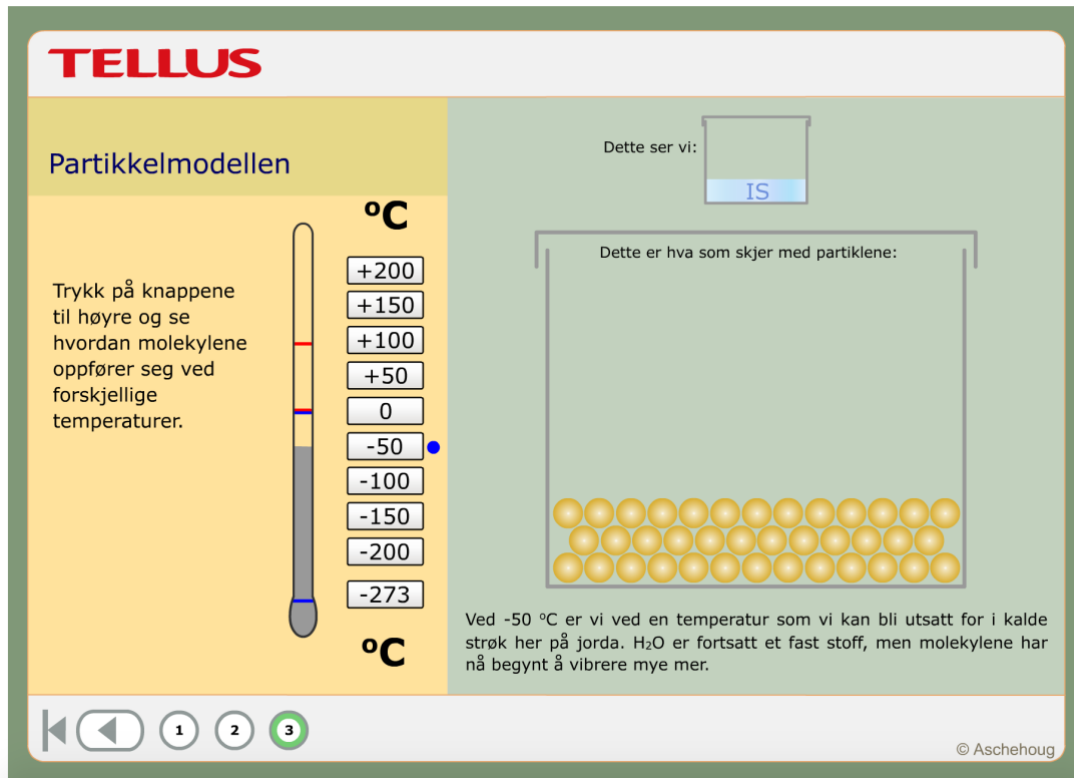 TELLUS
Partikkelmodellen
Trykk på knappene
til høyre og se
hvordan molekylene
oppfører seg ved
forskjellige
temperaturer.
ºC
+200
+150
+100
+50
0
-50
-100
-150
-200
-273
ºC
Dette ser vi:
IS
Dette er hva som skjer med partiklene:
Ved -50 ºC er vi ved en temperatur som vi kan bli utsatt for i kalde
strøk her på jorda. H₂O er fortsatt et fast stoff, men molekylene har
nå begynt å vibrere mye mer.
1 2 3
© Aschehoug